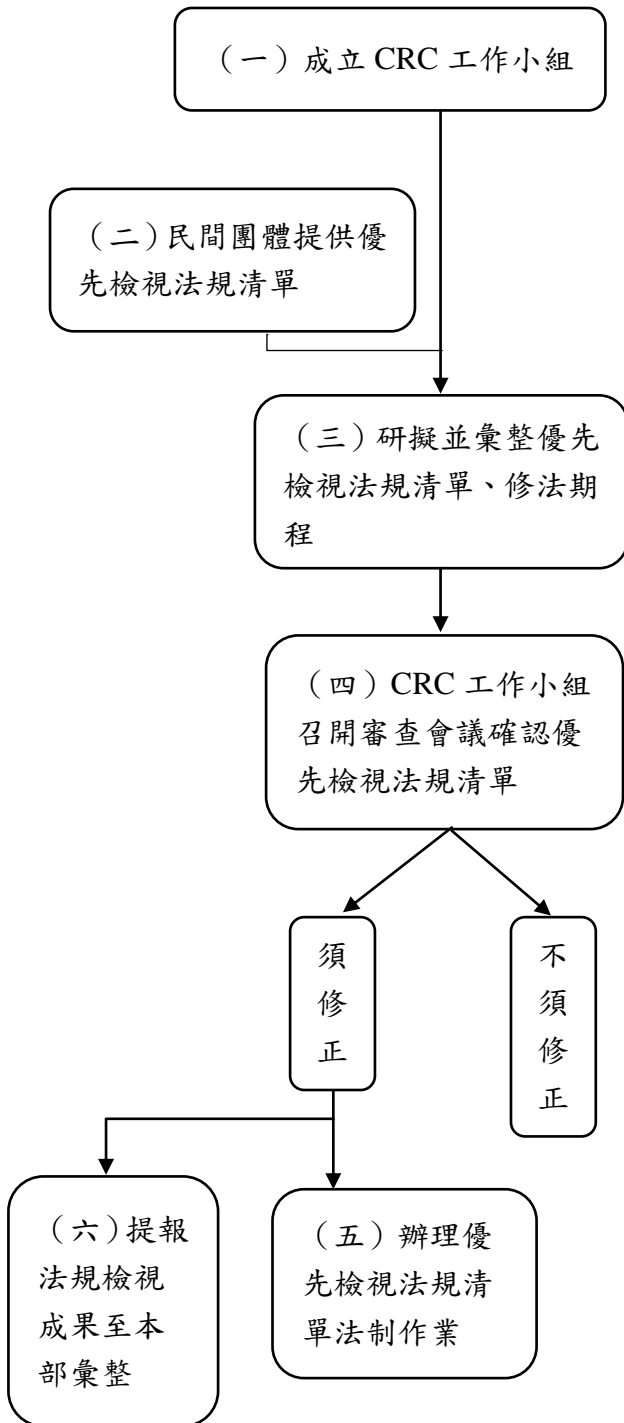 （一）成立 CRC 工作小組
（二）民間團體提供優
先檢視法規清單
（三）研擬並彙整優先
檢視法規清單、修法期
程
（四）CRC 工作小組
召開審查會議確認優
先檢視法規清單
須
修
正
不
須
修
正
（六）提報
法規檢視
成果至本
部彙整
（五）辦理優
先檢視法規清
單法制作業